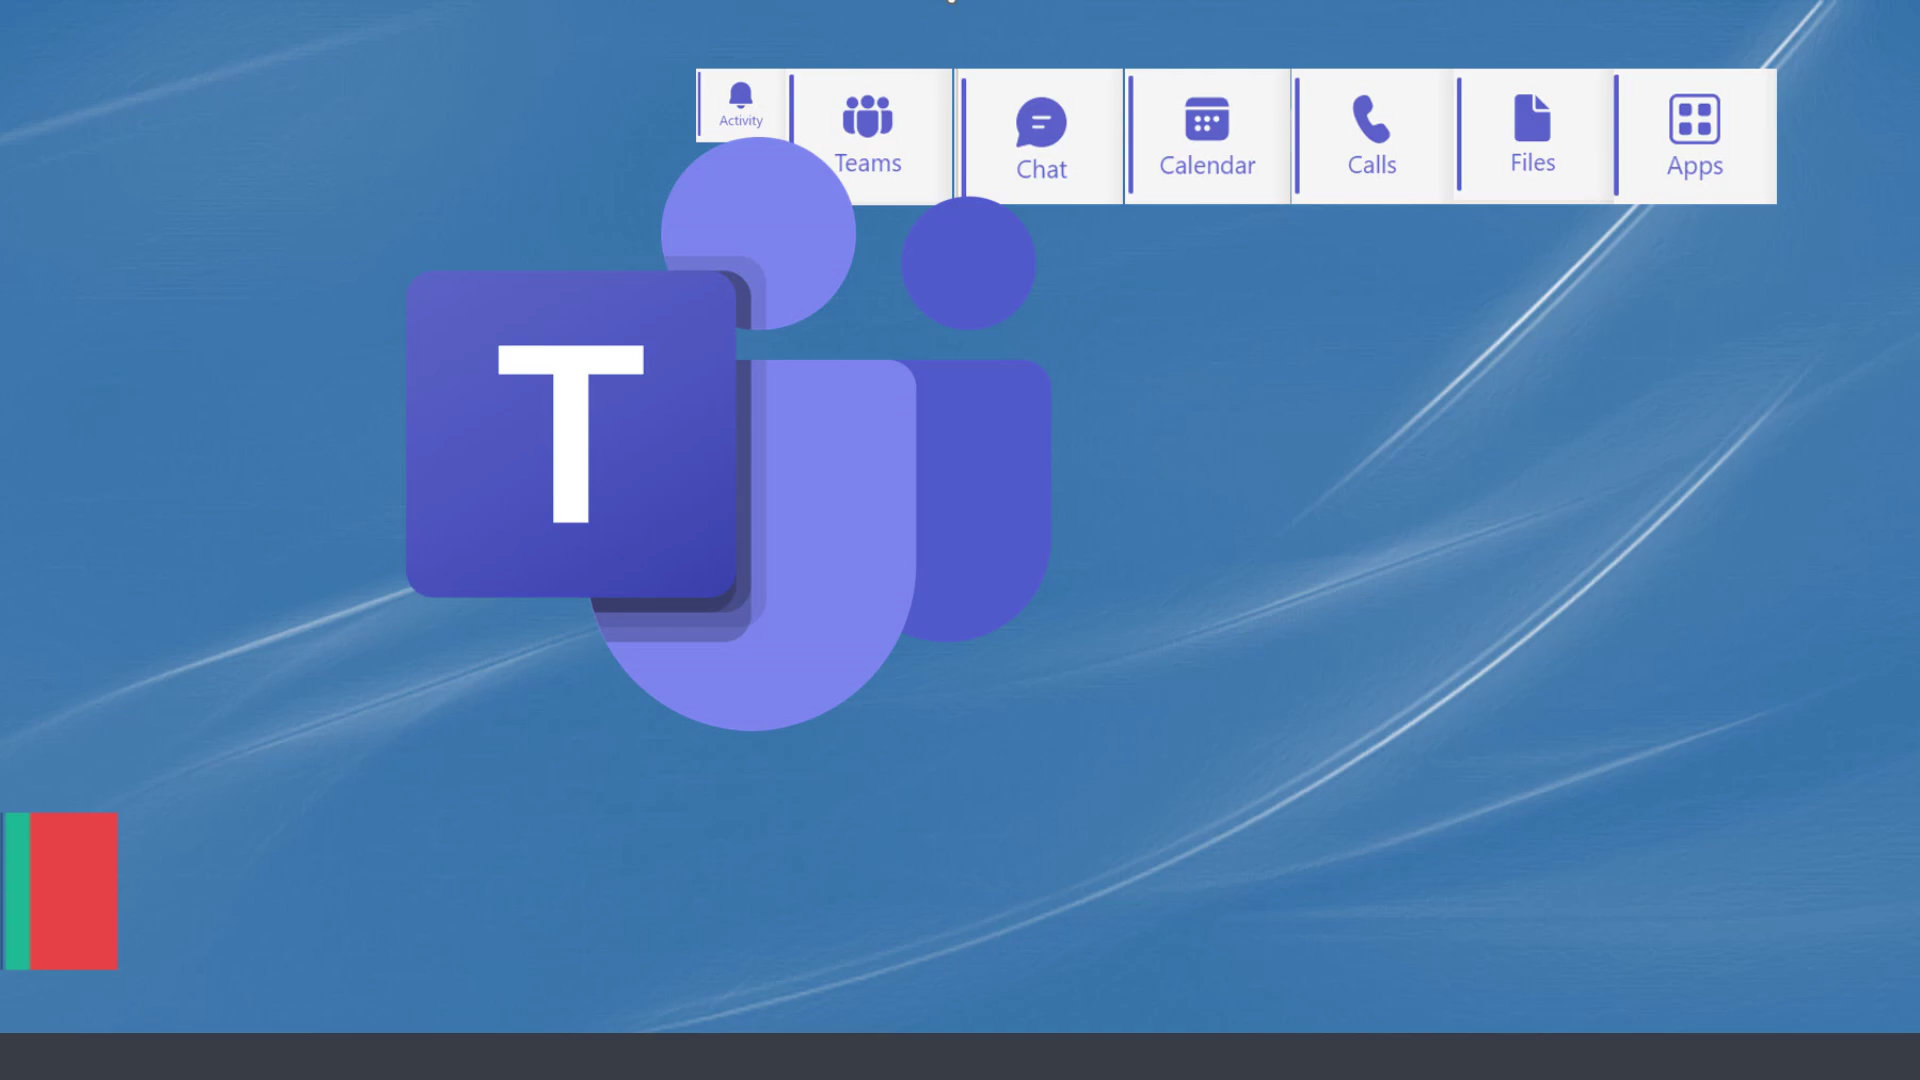 Activity
Teams
Chat
Calendar
Calls
Files
Apps
T